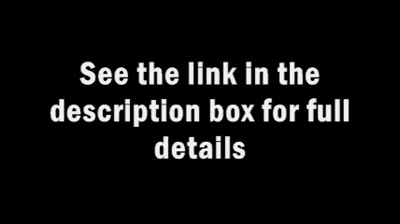 See the link in the
description box for full
details